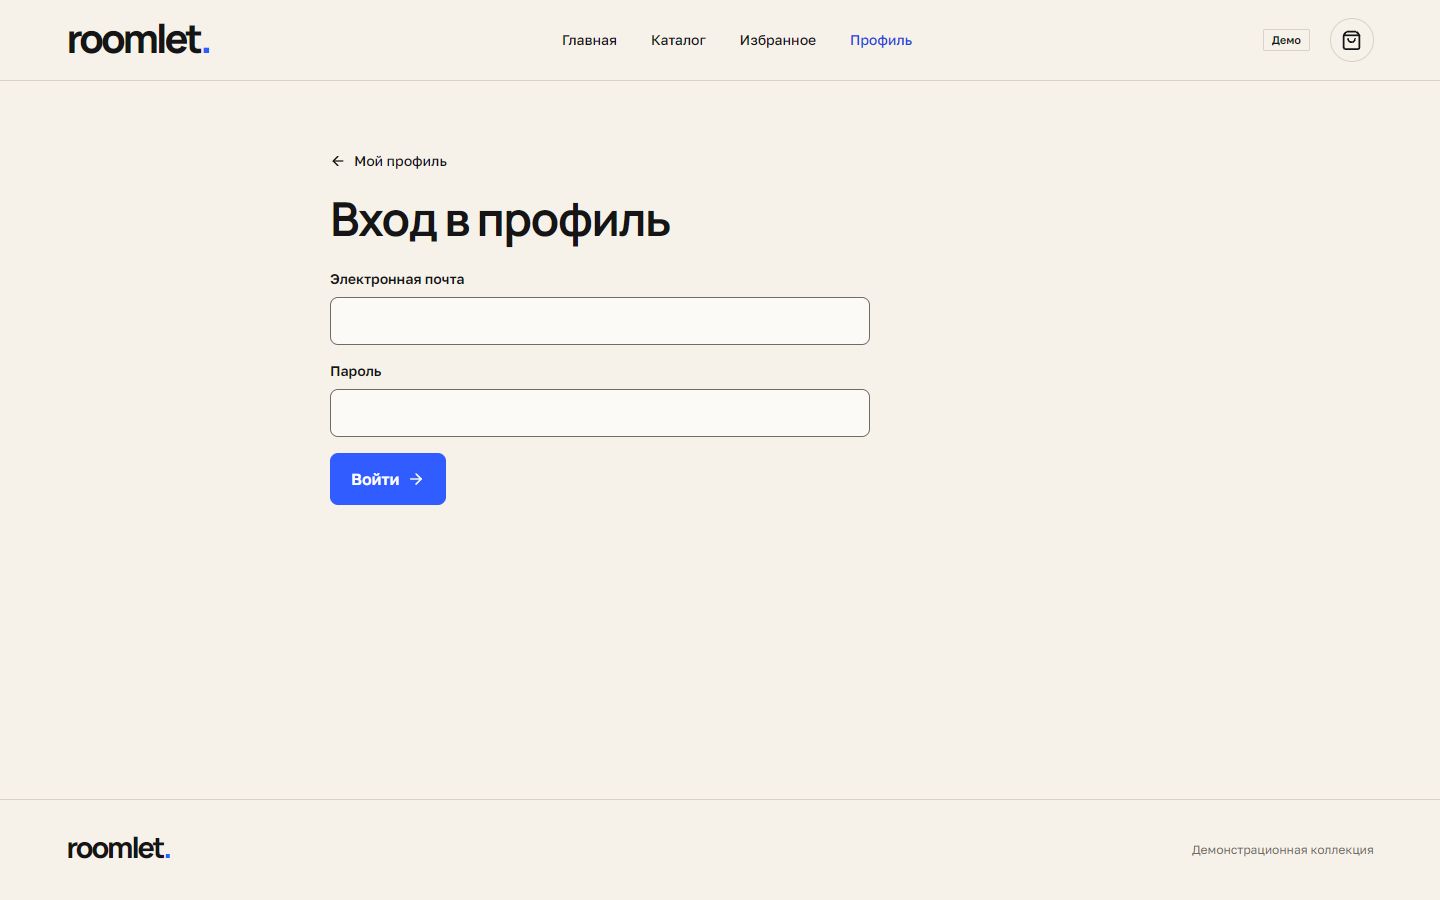 roomlet.
Главная
Каталог
Избранное
Профиль
Демо
Мой профиль
Вход в профиль
Электронная почта
Пароль
Войти
roomlet.
Демонстрационная коллекция